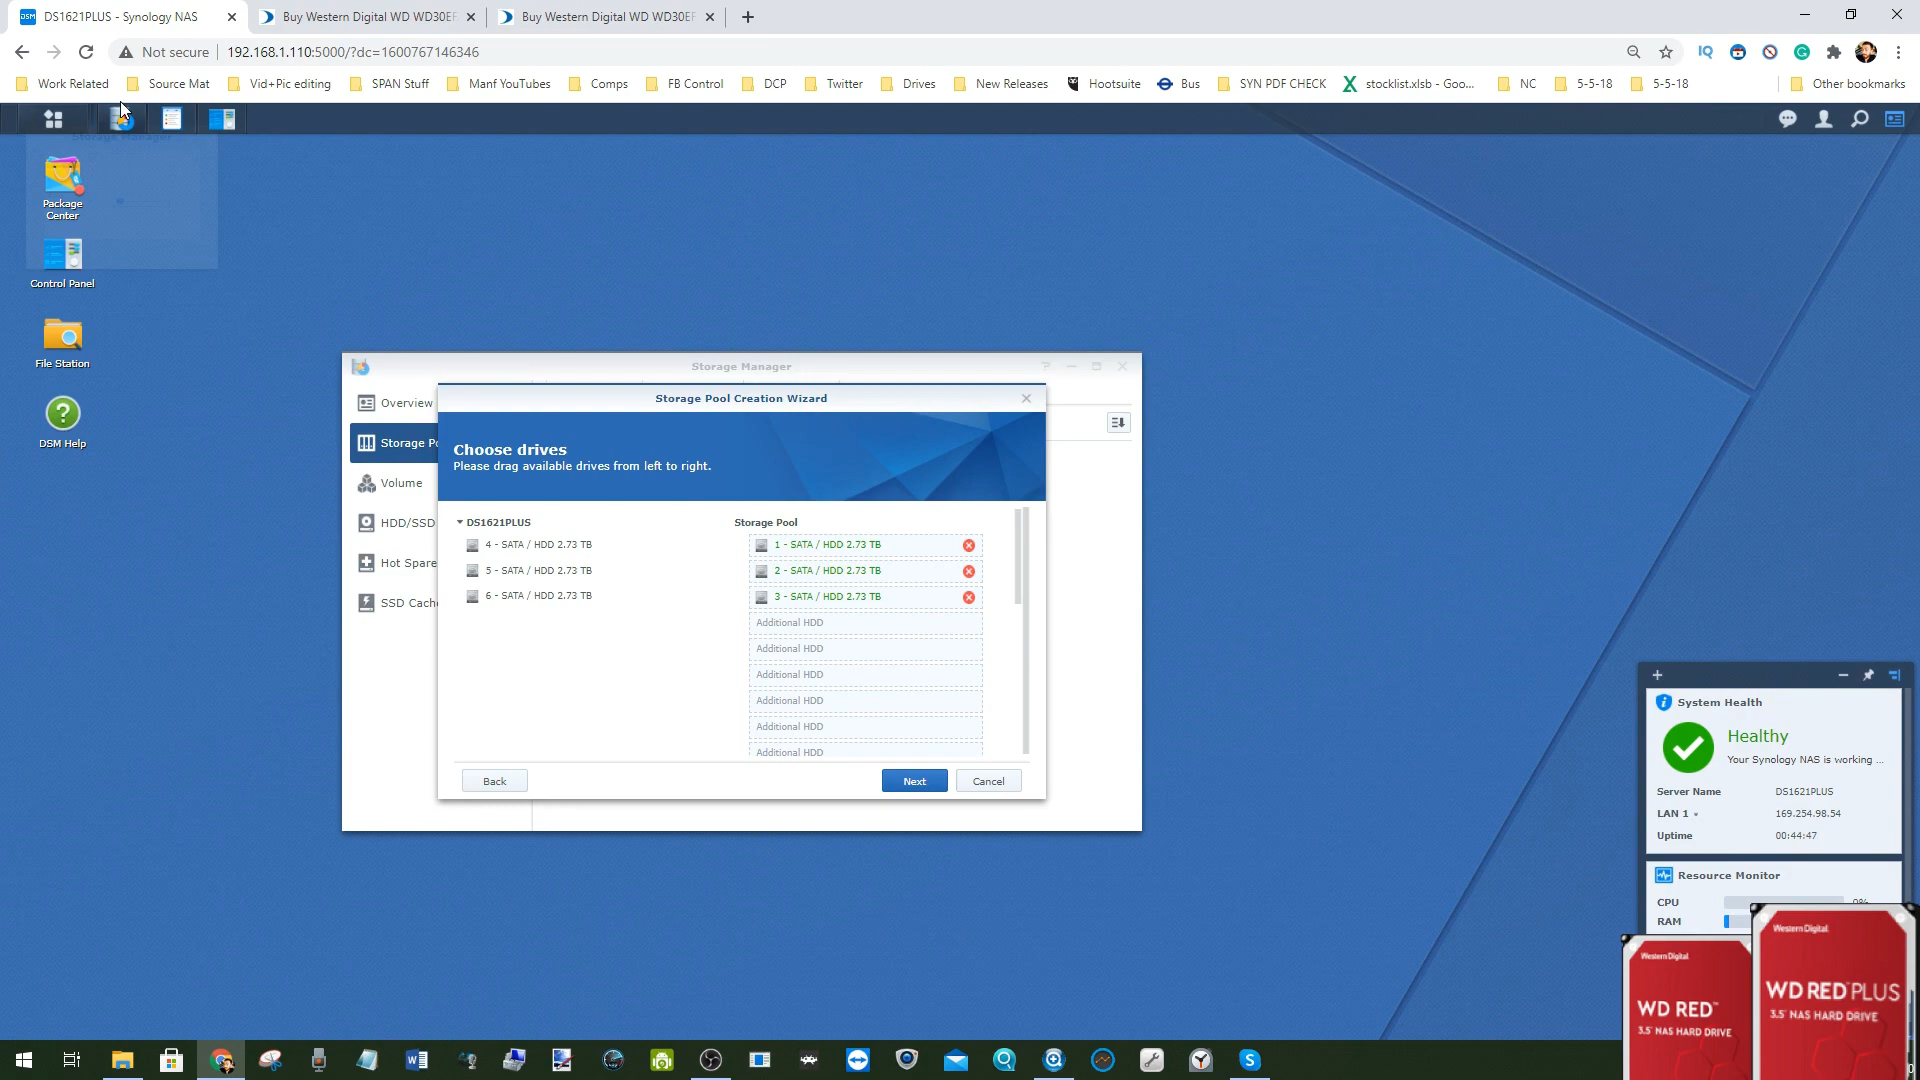 DS1621PLUS - Synology NAS
Buy Western Digital WD WD30EF
Buy Western Digital WD WD30EF
Not secure
192.168.1.110:5000/?dc=1600767146346
Work Related
Source Mat
Vid+Pic editing
SPAN Stuff
Manf YouTubes
Comps
FB Control
DCP
Twitter
Drives
New Releases
Hootsuite
Bus
SYN PDF CHECK
stocklist.xlsb - Goo...
NC
5-5-18
5-5-18
Other bookmarks
Storage Manager
Package
Center
Control Panel
File Station
DSM Help
Storage Manager
Overview
Storage Po
Volume
HDD/SSD
Hot Spare
SSD Cach
Storage Pool Creation Wizard
Choose drives
Please drag available drives from left to right.
DS1621PLUS
4 - SATA / HDD 2.73 TB
5 - SATA / HDD 2.73 TB
6 - SATA / HDD 2.73 TB
Storage Pool
1 - SATA / HDD 2.73 TB
2 - SATA / HDD 2.73 TB
3 - SATA / HDD 2.73 TB
Additional HDD
Additional HDD
Additional HDD
Additional HDD
Additional HDD
Additional HDD
Back
Next
Cancel
System Health
Healthy
Your Synology NAS is working ...
Server Name
DS1621PLUS
LAN 1
169.254.98.54
Uptime
00:44:47
Resource Monitor
CPU
0%
RAM
Western Digital
WD RED™
3.5" NAS HARD DRIVE
Western Digital
WD RED PLUS
3.5" NAS HARD DRIVE